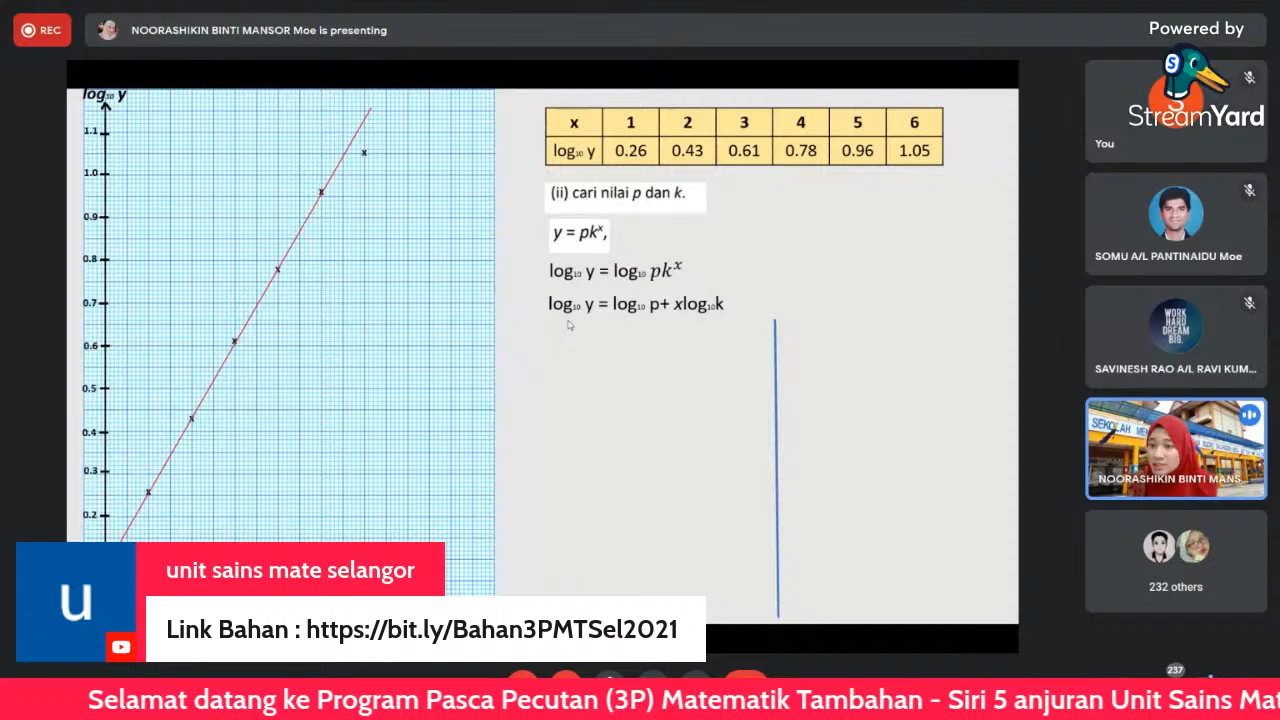 REC
NOORASHIKIN BINTI MANSOR Moe is presenting
Powered by
StreamYard
You
SOMU A/L PANTINAIDU Moe
WORK
HARD
DREAM
BIG.
SAVINESH RAO A/L RAVI KUM...
NOORASHIKIN BINTI MANS...
232 others
237
log₁₀ y
1.1
1.0
0.9
0.8
0.7
0.6
0.5
0.4
0.3
0.2
x 1 2 3 4 5 6
log₁₀ y 0.26 0.43 0.61 0.78 0.96 1.05
(ii) cari nilai p dan k.
y = pkˣ,
log₁₀ y = log₁₀ pkˣ
log₁₀ y = log₁₀ p+ xlog₁₀k
u
unit sains mate selangor
Link Bahan : https://bit.ly/Bahan3PMTSel2021
Selamat datang ke Program Pasca Pecutan (3P) Matematik Tambahan - Siri 5 anjuran Unit Sains Mat